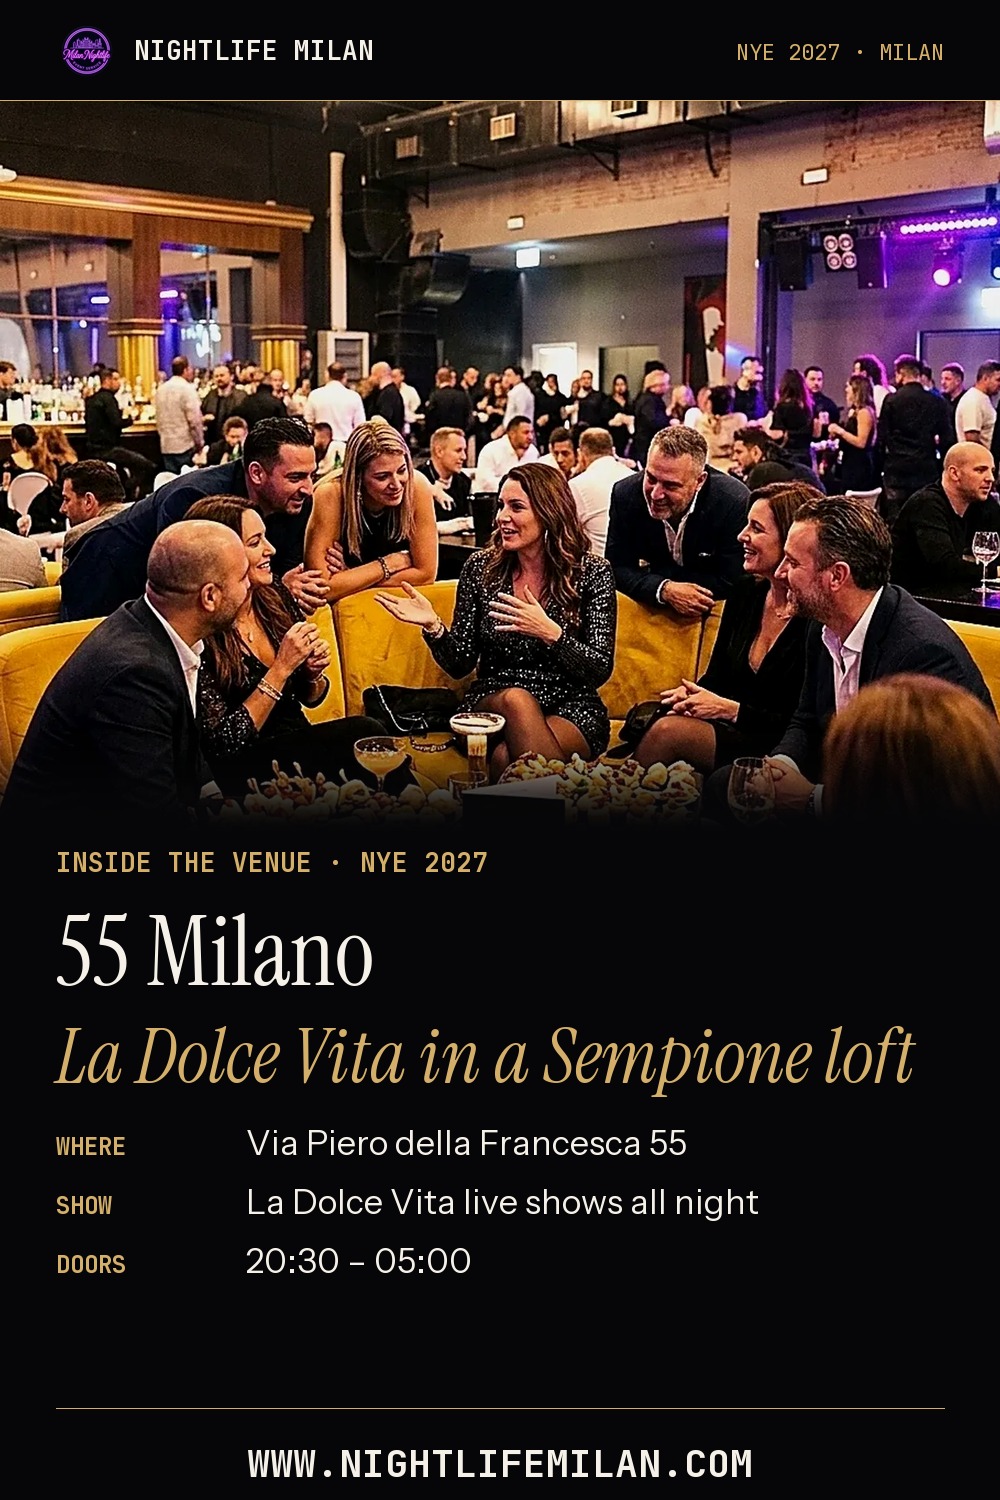 Milan Nightlife
NIGHTLIFE MILAN
NYE 2027 · MILAN
INSIDE THE VENUE · NYE 2027
55 Milano
La Dolce Vita in a Sempione loft
WHERE Via Piero della Francesca 55
SHOW La Dolce Vita live shows all night
DOORS 20:30 – 05:00
WWW.NIGHTLIFEMILAN.COM